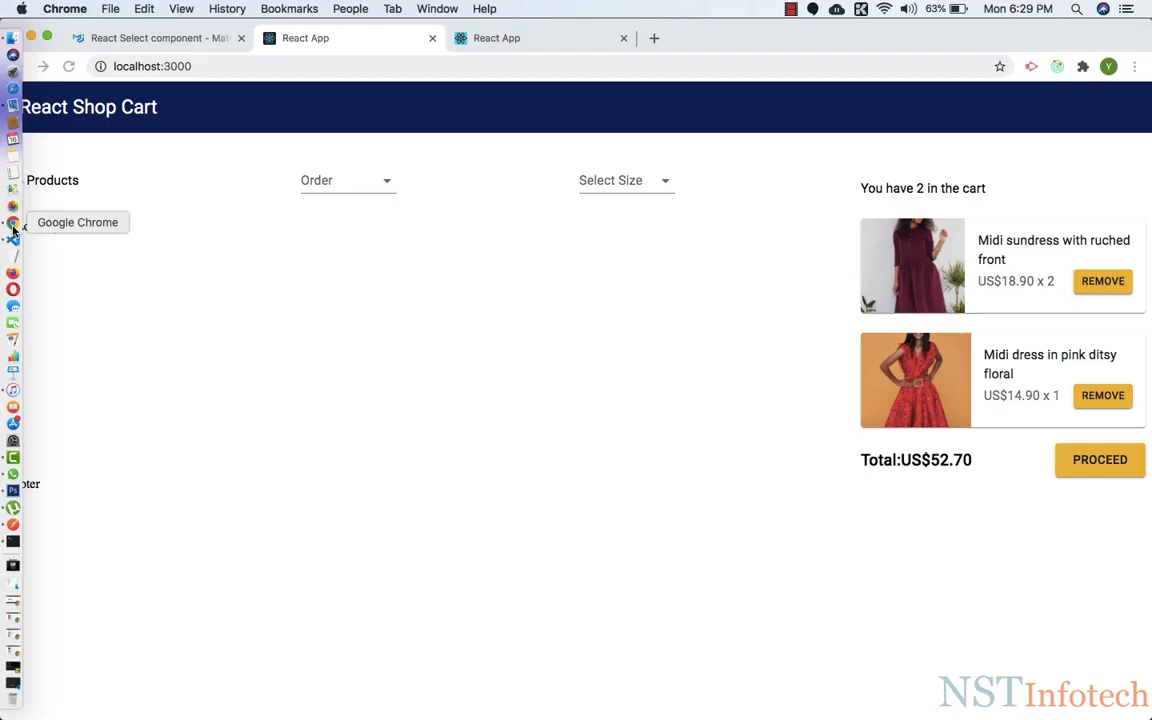 Chrome File Edit View History Bookmarks People Tab Window Help 63% Mon 6:29 PM
React Select component - Mat React App React App
localhost:3000 Y
React Shop Cart
Products Order Select Size
You have 2 in the cart
Google Chrome
Midi sundress with ruched
front
US$18.90 x 2 REMOVE
Midi dress in pink ditsy
floral
US$14.90 x 1 REMOVE
Total:US$52.70 PROCEED
oter
NSTInfotech